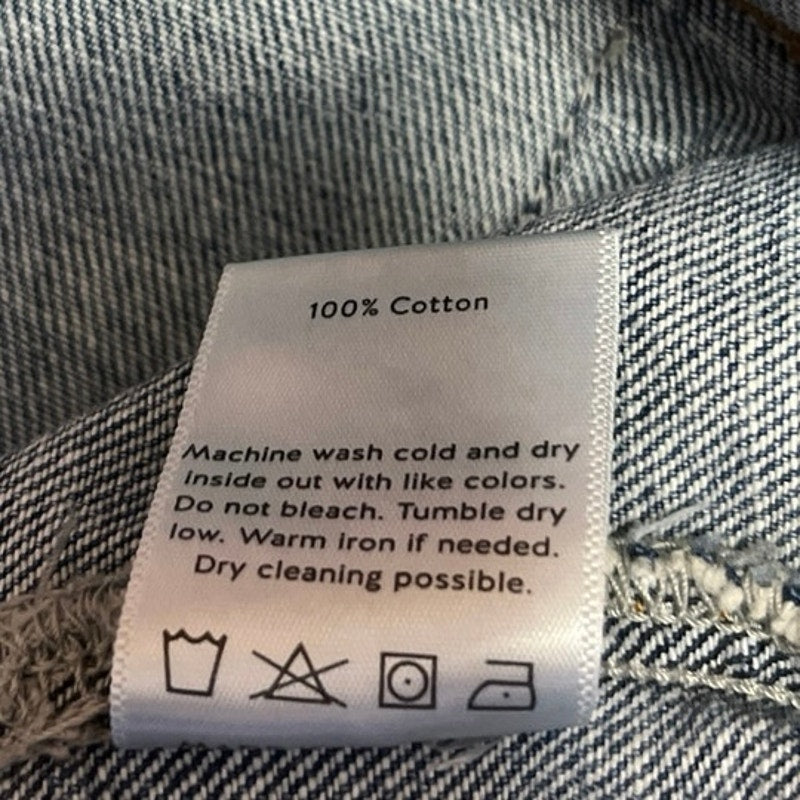 100% Cotton
Machine wash cold and dry
inside out with like colors.
Do not bleach. Tumble dry
low. Warm iron if needed.
Dry cleaning possible.